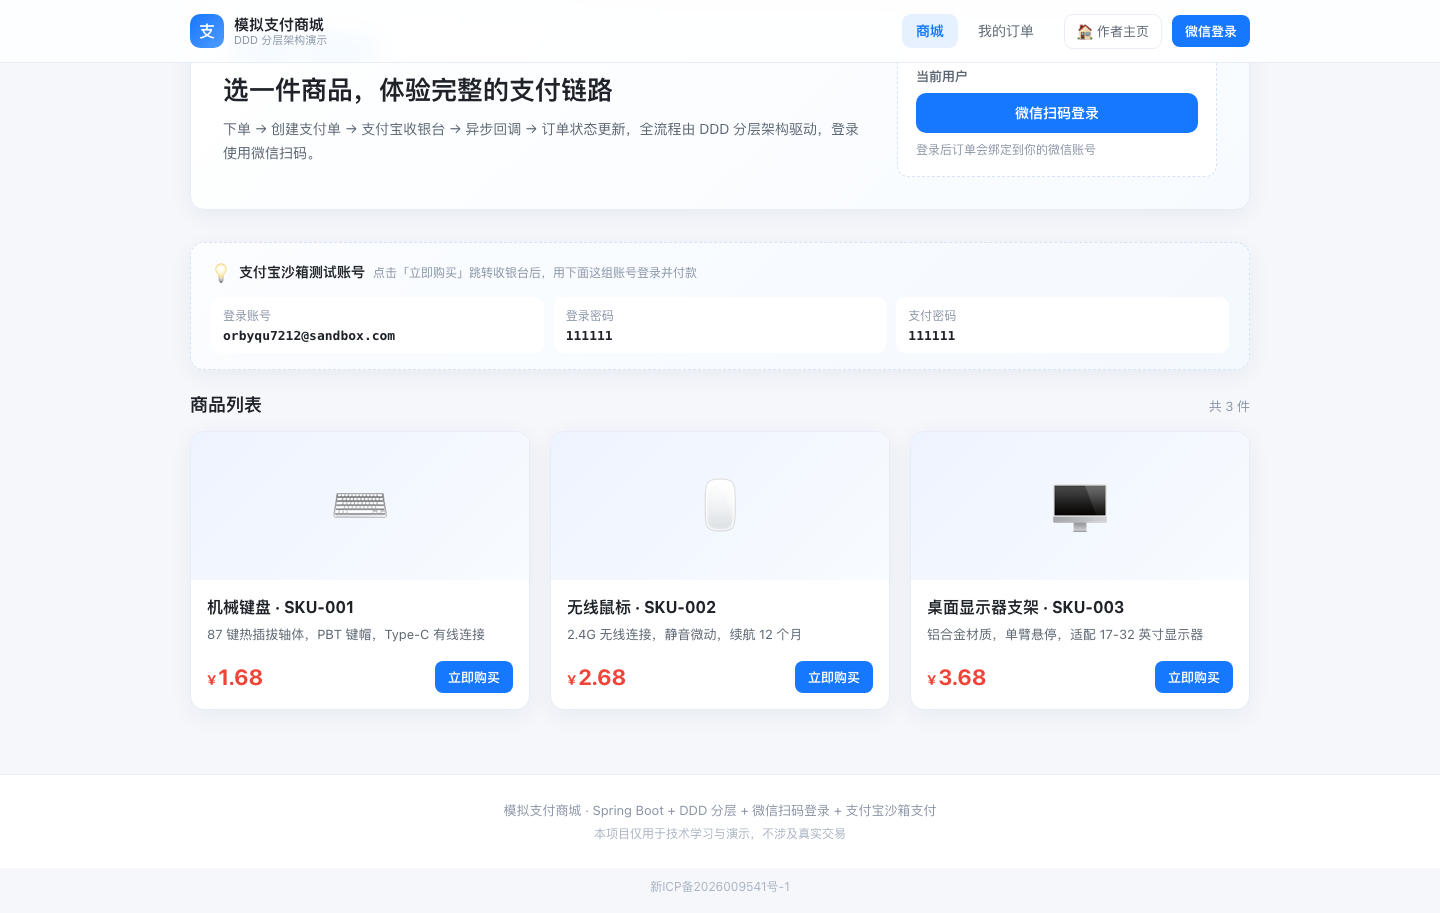 支
模拟支付商城
DDD 分层架构演示
商城
我的订单
🏠 作者主页
微信登录
选一件商品，体验完整的支付链路
下单 → 创建支付单 → 支付宝收银台 → 异步回调 → 订单状态更新，全流程由 DDD 分层架构驱动，登录
使用微信扫码。
当前用户
微信扫码登录
登录后订单会绑定到你的微信账号
💡 支付宝沙箱测试账号 点击「立即购买」跳转收银台后，用下面这组账号登录并付款
登录账号
orbyqu7212@sandbox.com
登录密码
111111
支付密码
111111
商品列表
共 3 件
机械键盘 · SKU-001
87 键热插拔轴体，PBT 键帽，Type-C 有线连接
¥1.68
立即购买
无线鼠标 · SKU-002
2.4G 无线连接，静音微动，续航 12 个月
¥2.68
立即购买
桌面显示器支架 · SKU-003
铝合金材质，单臂悬停，适配 17-32 英寸显示器
¥3.68
立即购买
模拟支付商城 · Spring Boot + DDD 分层 + 微信扫码登录 + 支付宝沙箱支付
本项目仅用于技术学习与演示，不涉及真实交易
新ICP备2026009541号-1